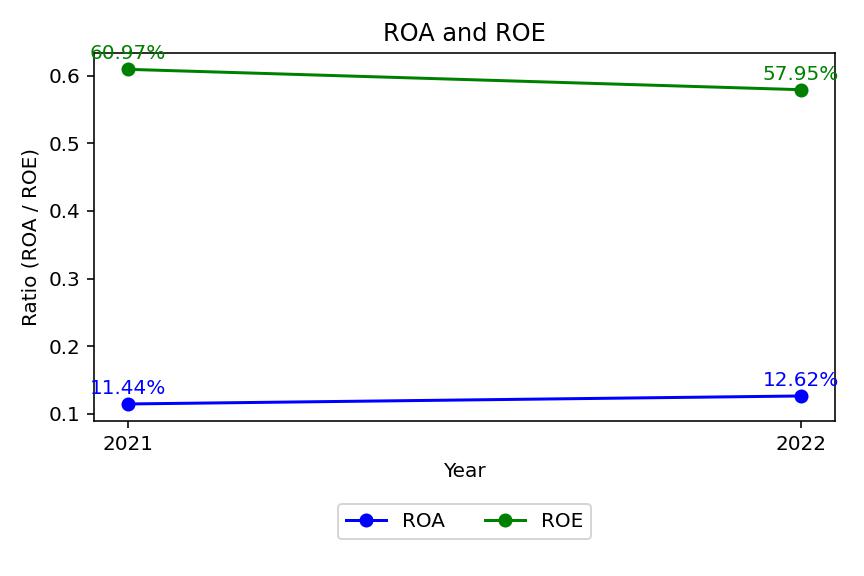 ROA and ROE
60.97%
57.95%
0.6
0.5
0.4
0.3
0.2
0.1
Ratio (ROA / ROE)
11.44%
12.62%
2021 2022
Year
ROA ROE